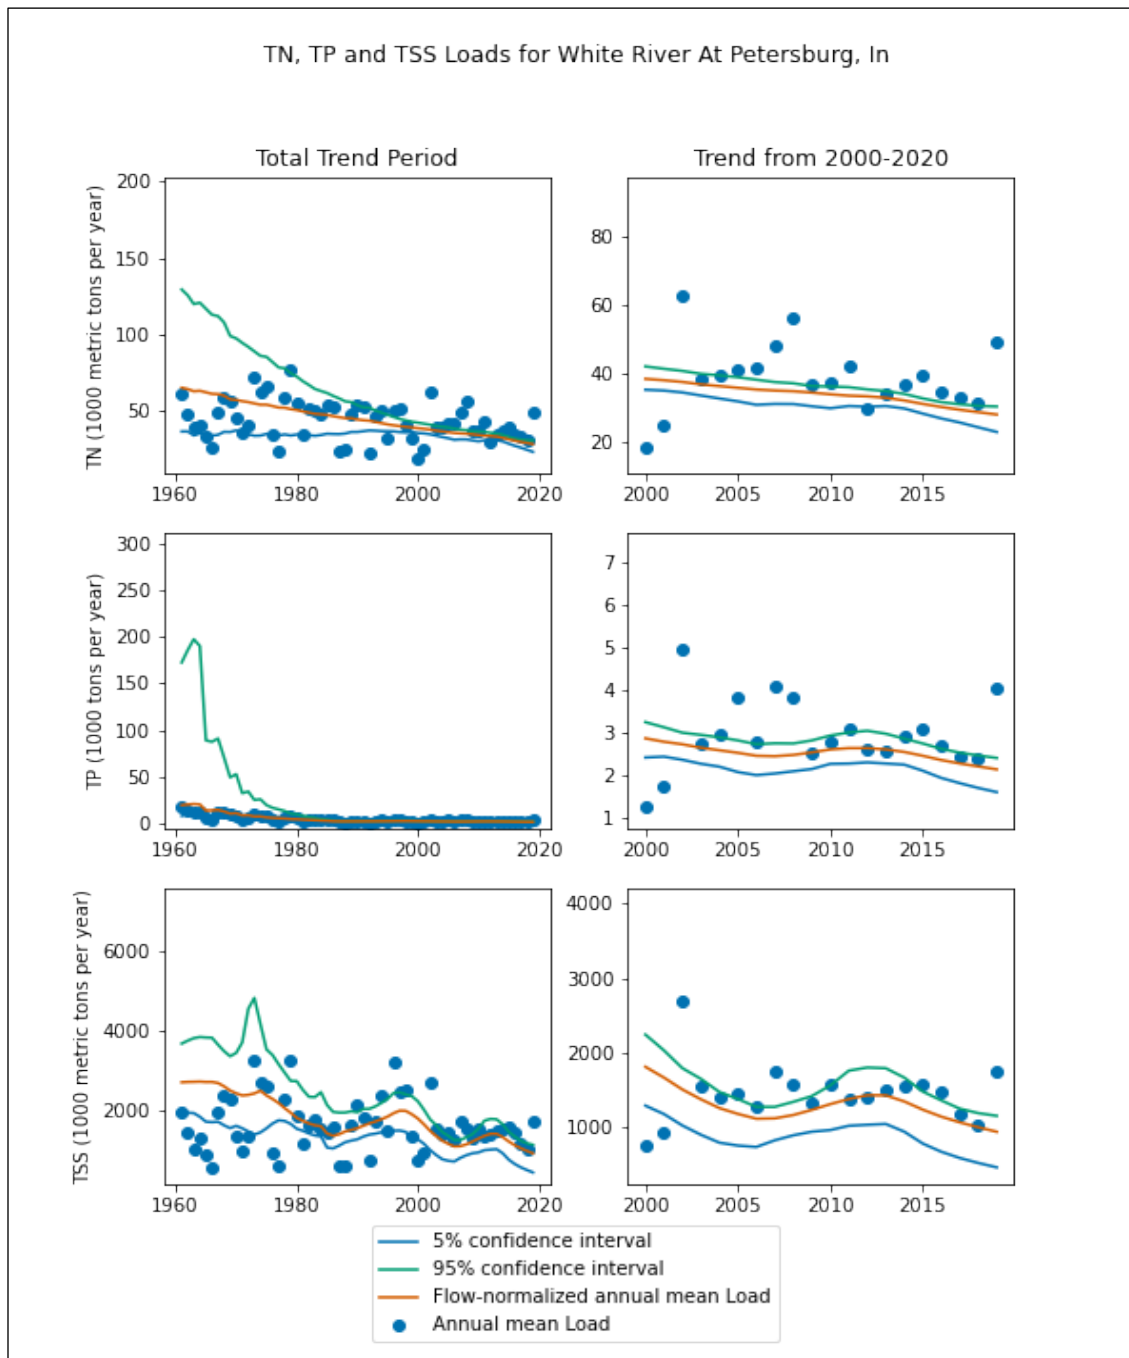 TN, TP and TSS Loads for White River At Petersburg, In
Total Trend Period
Trend from 2000-2020
TN (1000 metric tons per year)
200
150
100
50
1960 1980 2000 2020
80
60
40
20
2000 2005 2010 2015
TP (1000 tons per year)
300
250
200
150
100
50
0
1960 1980 2000 2020
7
6
5
4
3
2
1
2000 2005 2010 2015
TSS (1000 metric tons per year)
6000
4000
2000
1960 1980 2000 2020
4000
3000
2000
1000
2000 2005 2010 2015
5% confidence interval
95% confidence interval
Flow-normalized annual mean Load
Annual mean Load